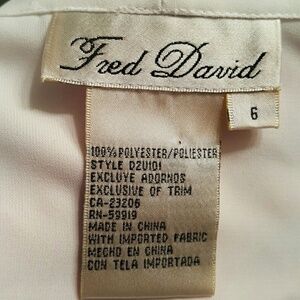 Fred David
6
100% POLYESTER/POLIESTER
STYLE D2U101
EXCLUYE ADORNOS
EXCLUSIVE OF TRIM
CA-23206
RN-59919
MADE IN CHINA
WITH IMPORTED FABRIC
MECHO EN CHINA
CON TELA IMPORTADA